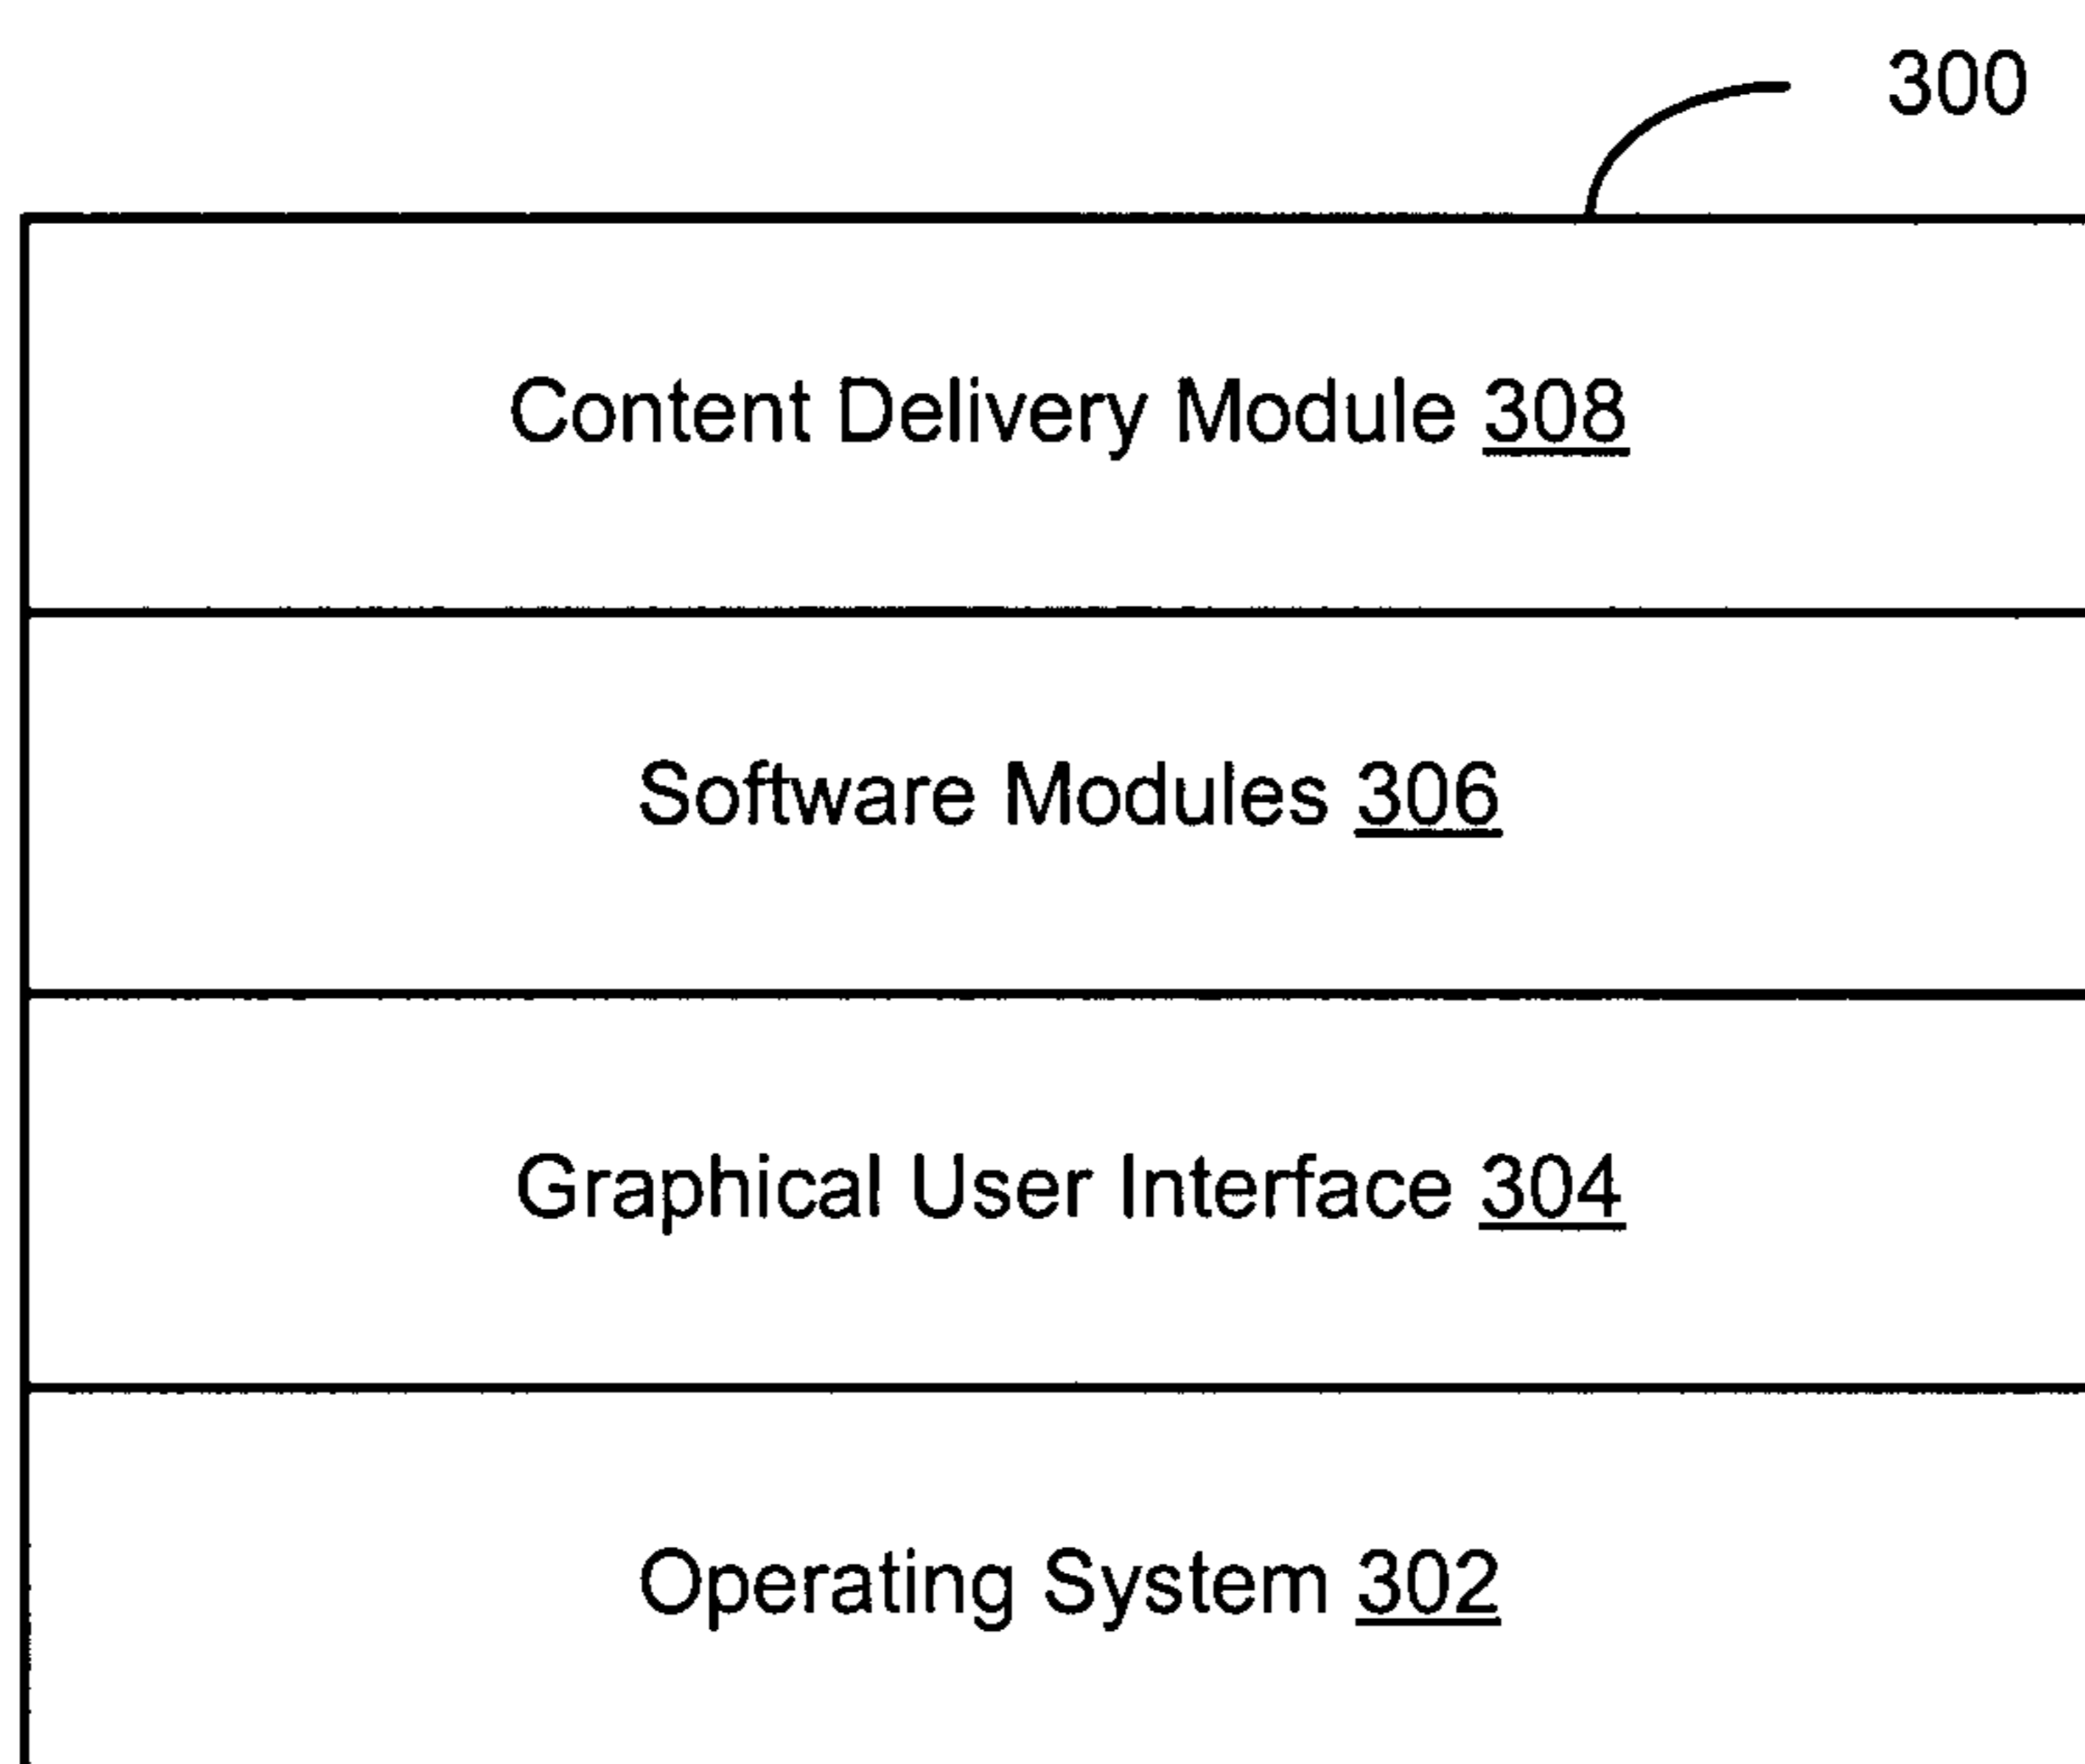 300
Content Delivery Module 308
Software Modules 306
Graphical User Interface 304
Operating System 302